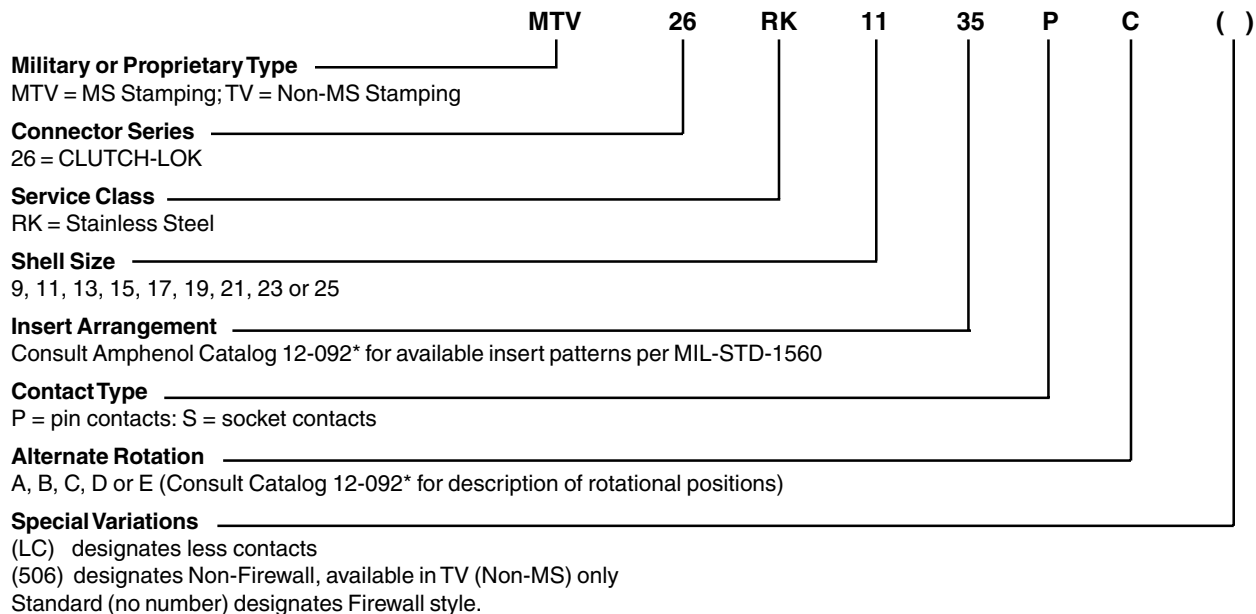 MTV 26 RK 11 35 P C ( )
Military or Proprietary Type
MTV = MS Stamping; TV = Non-MS Stamping
Connector Series
26 = CLUTCH-LOK
Service Class
RK = Stainless Steel
Shell Size
9, 11, 13, 15, 17, 19, 21, 23 or 25
Insert Arrangement
Consult Amphenol Catalog 12-092* for available insert patterns per MIL-STD-1560
Contact Type
P = pin contacts: S = socket contacts
Alternate Rotation
A, B, C, D or E (Consult Catalog 12-092* for description of rotational positions)
Special Variations
(LC) designates less contacts
(506) designates Non-Firewall, available in TV (Non-MS) only
Standard (no number) designates Firewall style.